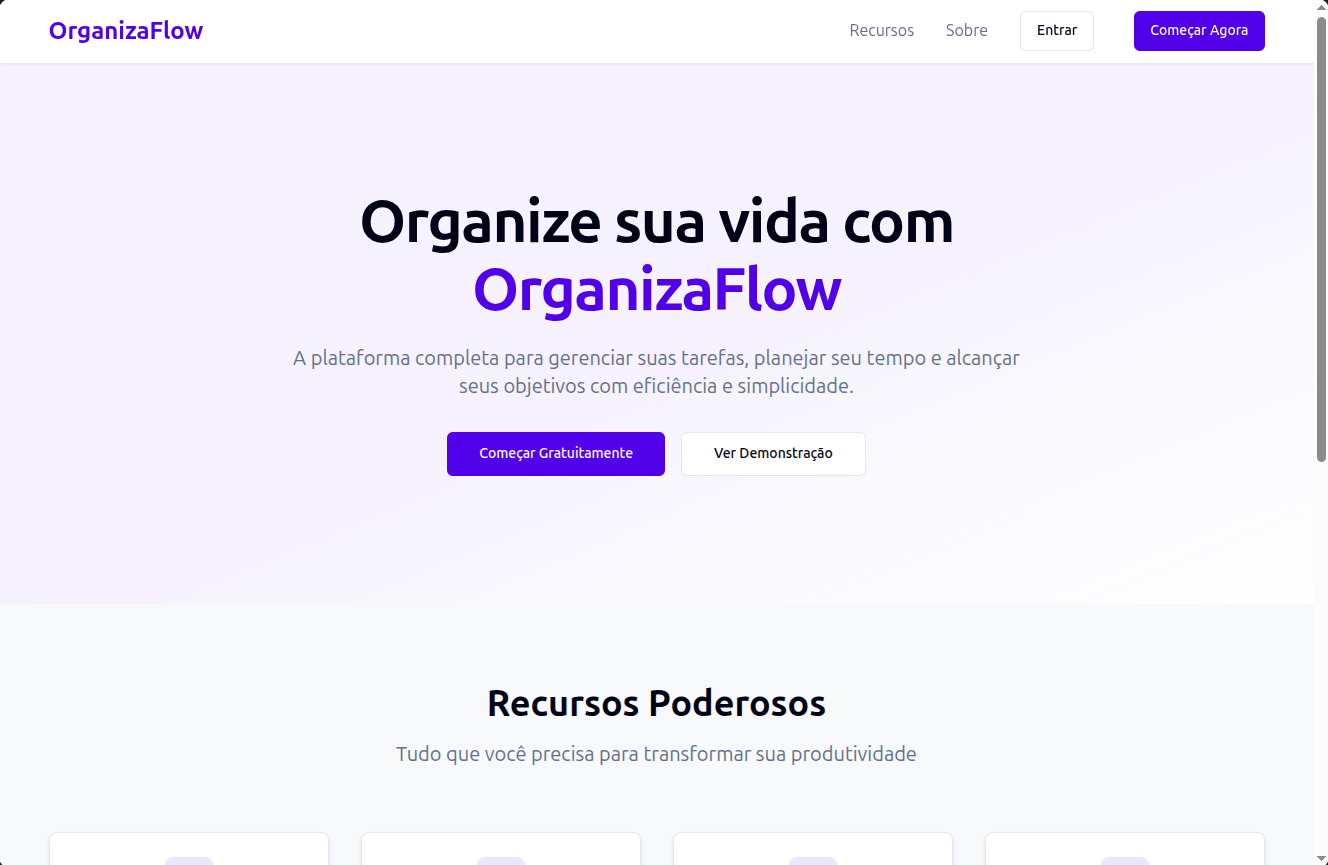 OrganizaFlow
Recursos
Sobre
Entrar
Começar Agora
Organize sua vida com
OrganizaFlow
A plataforma completa para gerenciar suas tarefas, planejar seu tempo e alcançar
seus objetivos com eficiência e simplicidade.
Começar Gratuitamente
Ver Demonstração
Recursos Poderosos
Tudo que você precisa para transformar sua produtividade